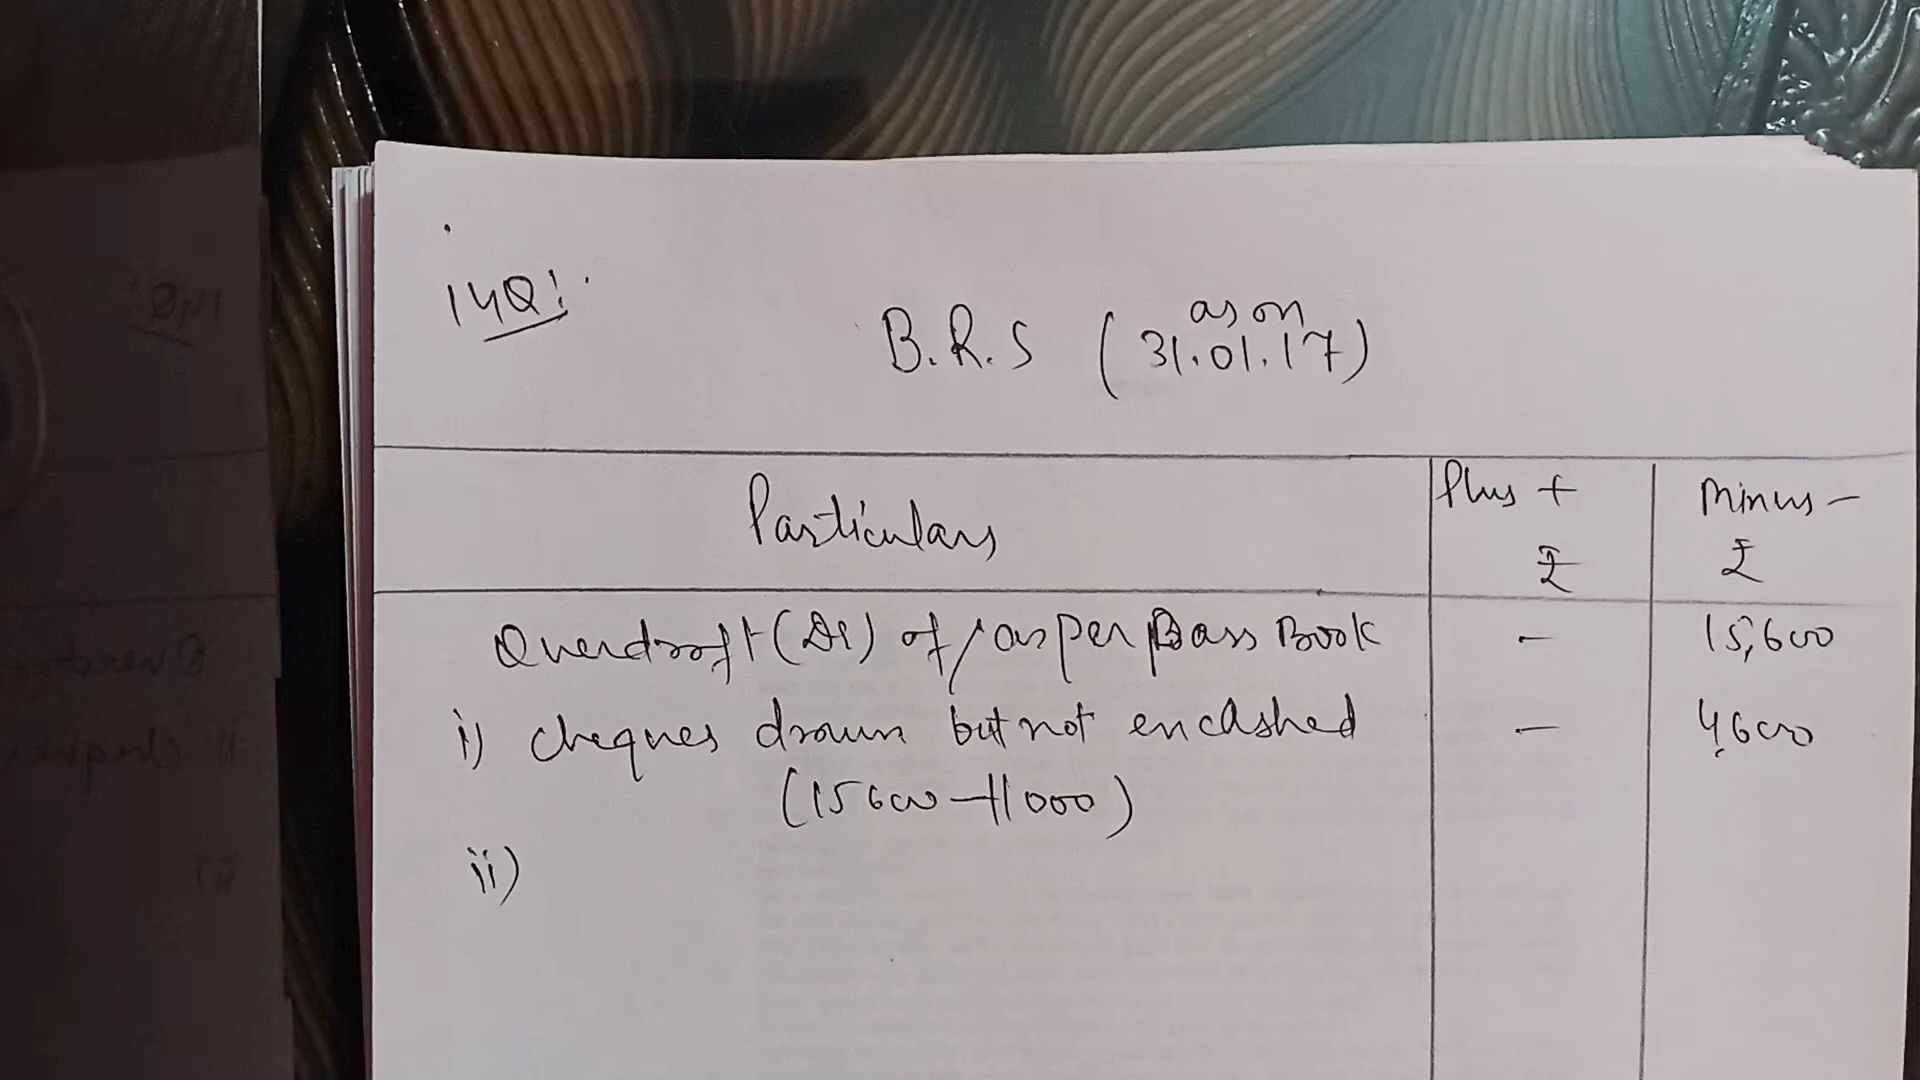 14Q:
B.R.S ( as on 31.01.17)
Particulars Plus + ₹ Minus - ₹
Overdraft (Dr) of / as per Pass Book - 15,600
i) cheques drawn but not encashed - 4,600
(15600-11000)
ii)